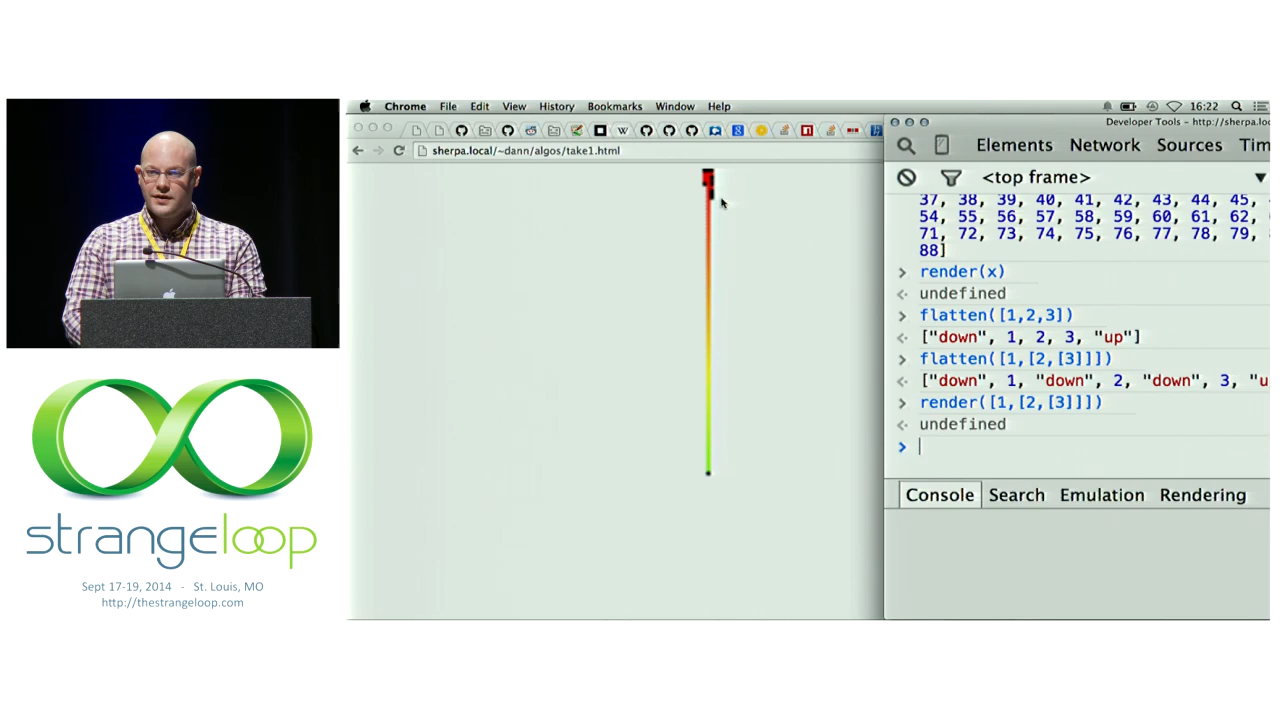 Chrome File Edit View History Bookmarks Window Help 16:22
Developer Tools - http://sherpa.loc
sherpa.local/~dann/algos/take1.html
Elements Network Sources Tim
<top frame>
37, 38, 39, 40, 41, 42, 43, 44, 45,
54, 55, 56, 57, 58, 59, 60, 61, 62,
71, 72, 73, 74, 75, 76, 77, 78, 79,
88]
> render(x)
undefined
> flatten([1,2,3])
["down", 1, 2, 3, "up"]
> flatten([1,[2,[3]]])
["down", 1, "down", 2, "down", 3, "u
> render([1,[2,[3]]])
undefined
>
Console Search Emulation Rendering
strangeloop
Sept 17-19, 2014 - St. Louis, MO
http://thestrangeloop.com